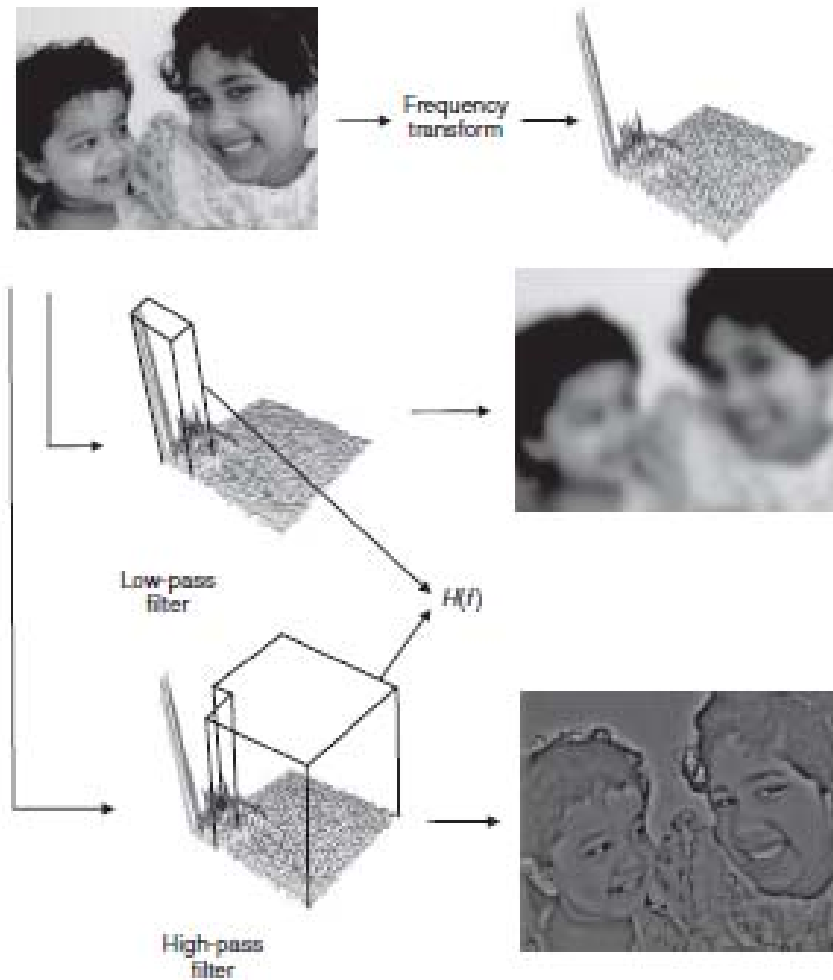 Frequency
transform
Low-pass
filter
H(f)
High-pass
filter